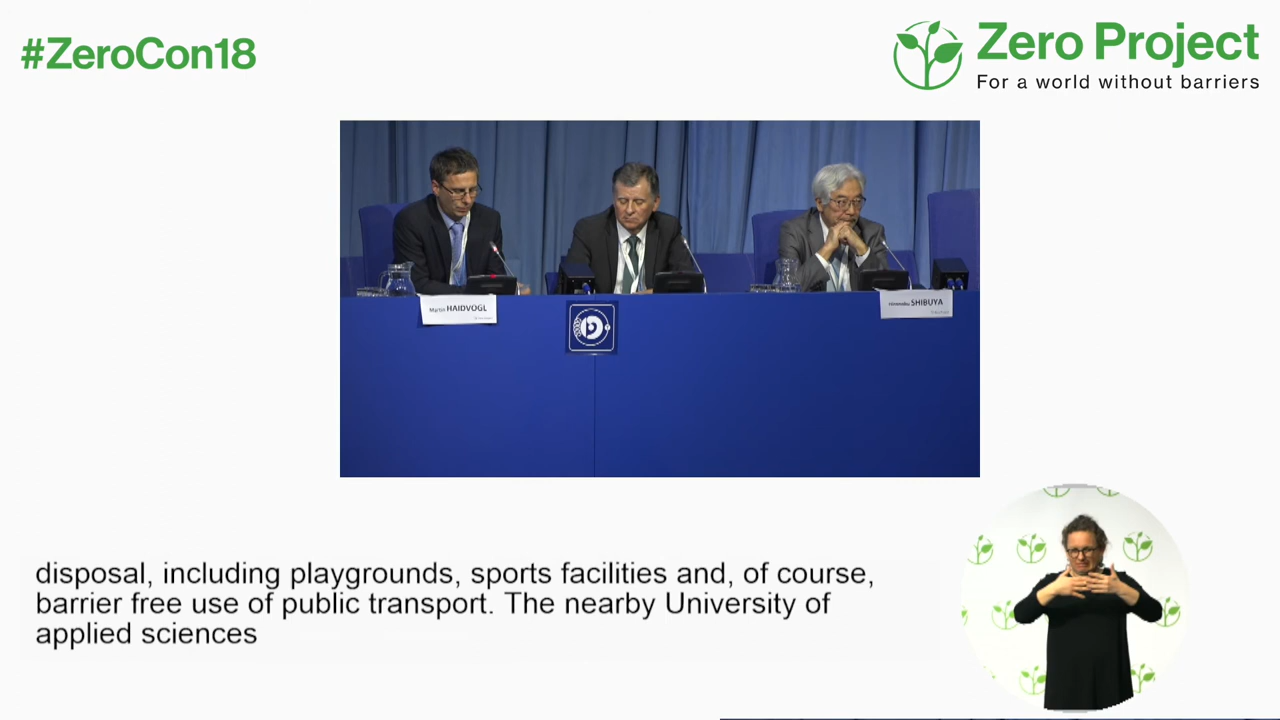 #ZeroCon18
Zero Project
For a world without barriers
Martin HAIDVOGL
SHIBUYA
disposal, including playgrounds, sports facilities and, of course,
barrier free use of public transport. The nearby University of
applied sciences